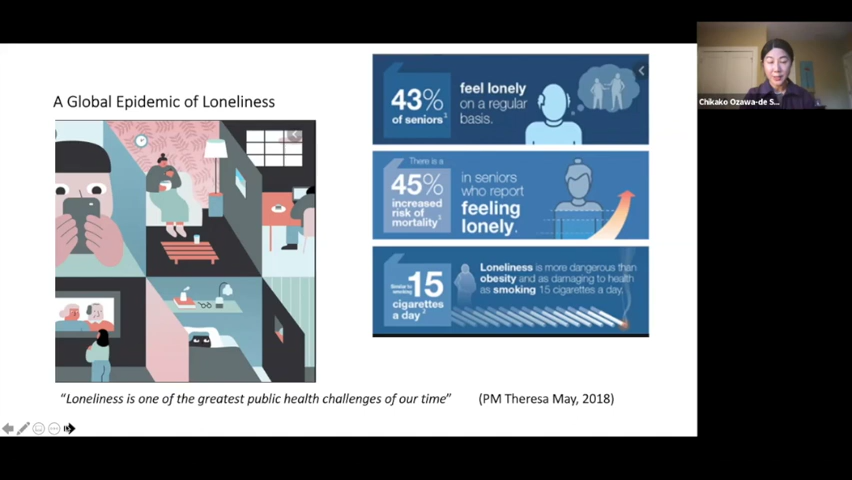 A Global Epidemic of Loneliness
43%
of seniors
feel lonely
on a regular
basis.
There is a
45%
increased
risk of
mortality
in seniors
who report
feeling
lonely.
Similar to
smoking
15
cigarettes
a day
Loneliness is more dangerous than
obesity and as damaging to health
as smoking 15 cigarettes a day.
“Loneliness is one of the greatest public health challenges of our time” (PM Theresa May, 2018)
Chikako Ozawa-de S...